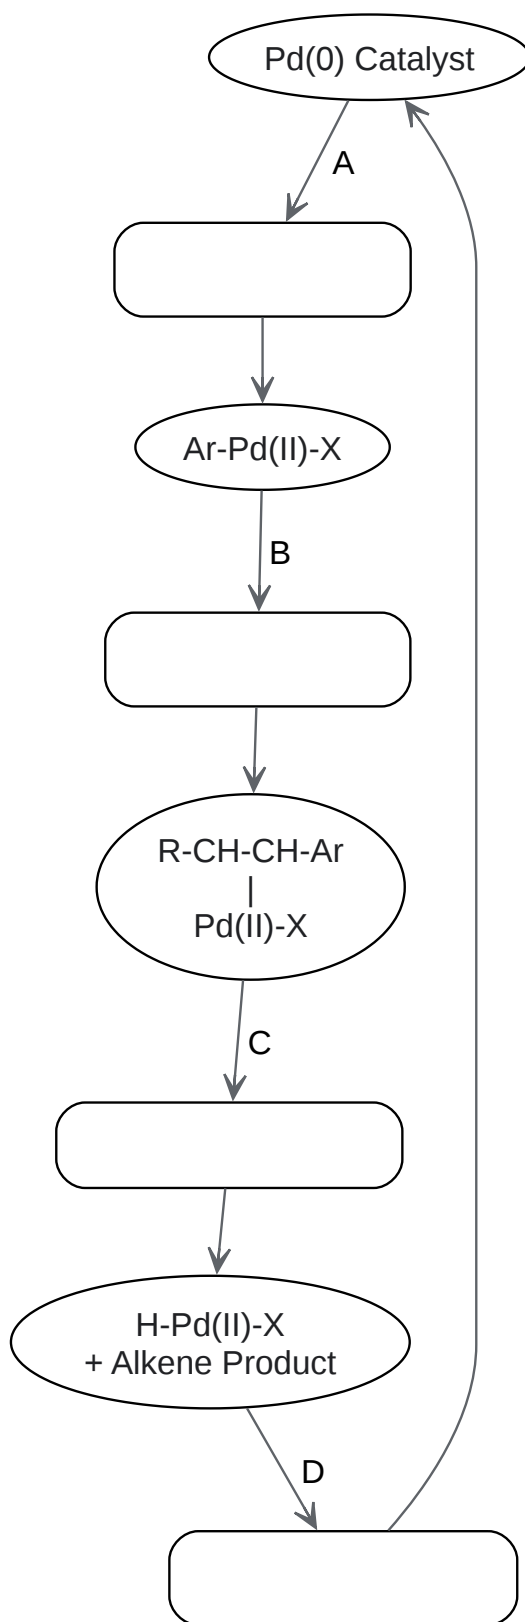 Pd(0) Catalyst
A
Ar-Pd(II)-X
B
R-CH-CH-Ar
|
Pd(II)-X
C
H-Pd(II)-X
+ Alkene Product
D